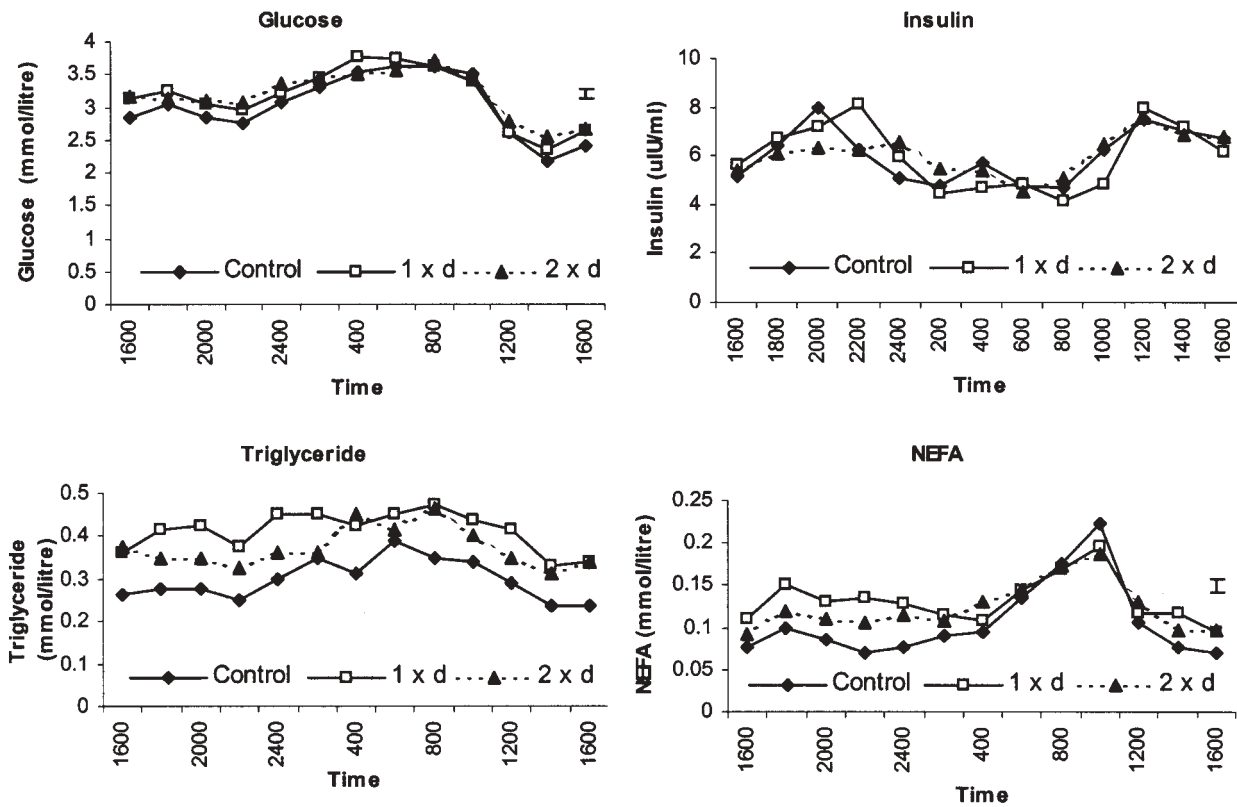 Glucose
Glucose (mmol/litre)
4
3.5
3
2.5
2
1.5
1
0.5
0
Control 1 x d 2 x d
1600 2000 2400 400 800 1200 1600
Time
Insulin
Insulin (uIU/ml)
10
8
6
4
2
0
Control 1 x d 2 x d
1600 1800 2000 2200 2400 200 400 600 800 1000 1200 1400 1600
Time
Triglyceride
Triglyceride
(mmol/litre)
0.5
0.4
0.3
0.2
0.1
0
Control 1 x d 2 x d
1600 2000 2400 400 800 1200 1600
Time
NEFA
NEFA (mmol/litre)
0.25
0.2
0.15
0.1
0.05
0
Control 1 x d 2 x d
1600 2000 2400 400 800 1200 1600
Time